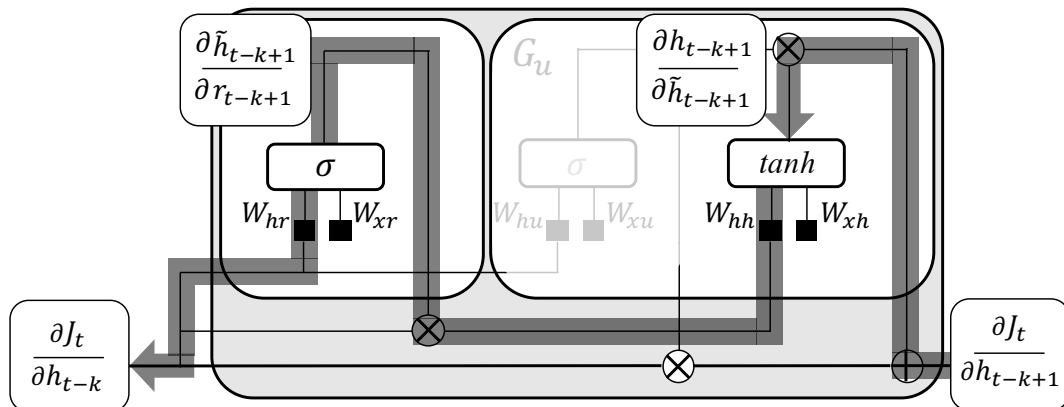 ∂h̃_{t−k+1}
∂r_{t−k+1}
G_u
∂h_{t−k+1}
∂h̃_{t−k+1}
σ
σ
tanh
W_{hr} W_{xr} W_{hu} W_{xu} W_{hh} W_{xh}
∂J_t
∂h_{t−k}
∂J_t
∂h_{t−k+1}